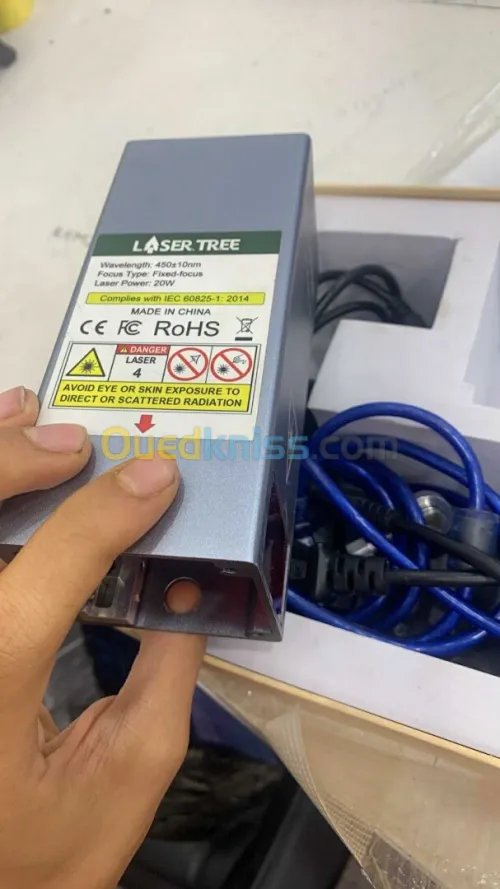 LASER TREE
Wavelength: 450±10nm
Focus Type: Fixed-focus
Laser Power: 20W
Complies with IEC 60825-1: 2014
MADE IN CHINA
CE FC RoHS
DANGER
LASER
4
AVOID EYE OR SKIN EXPOSURE TO
DIRECT OR SCATTERED RADIATION
Ouedkniss.com